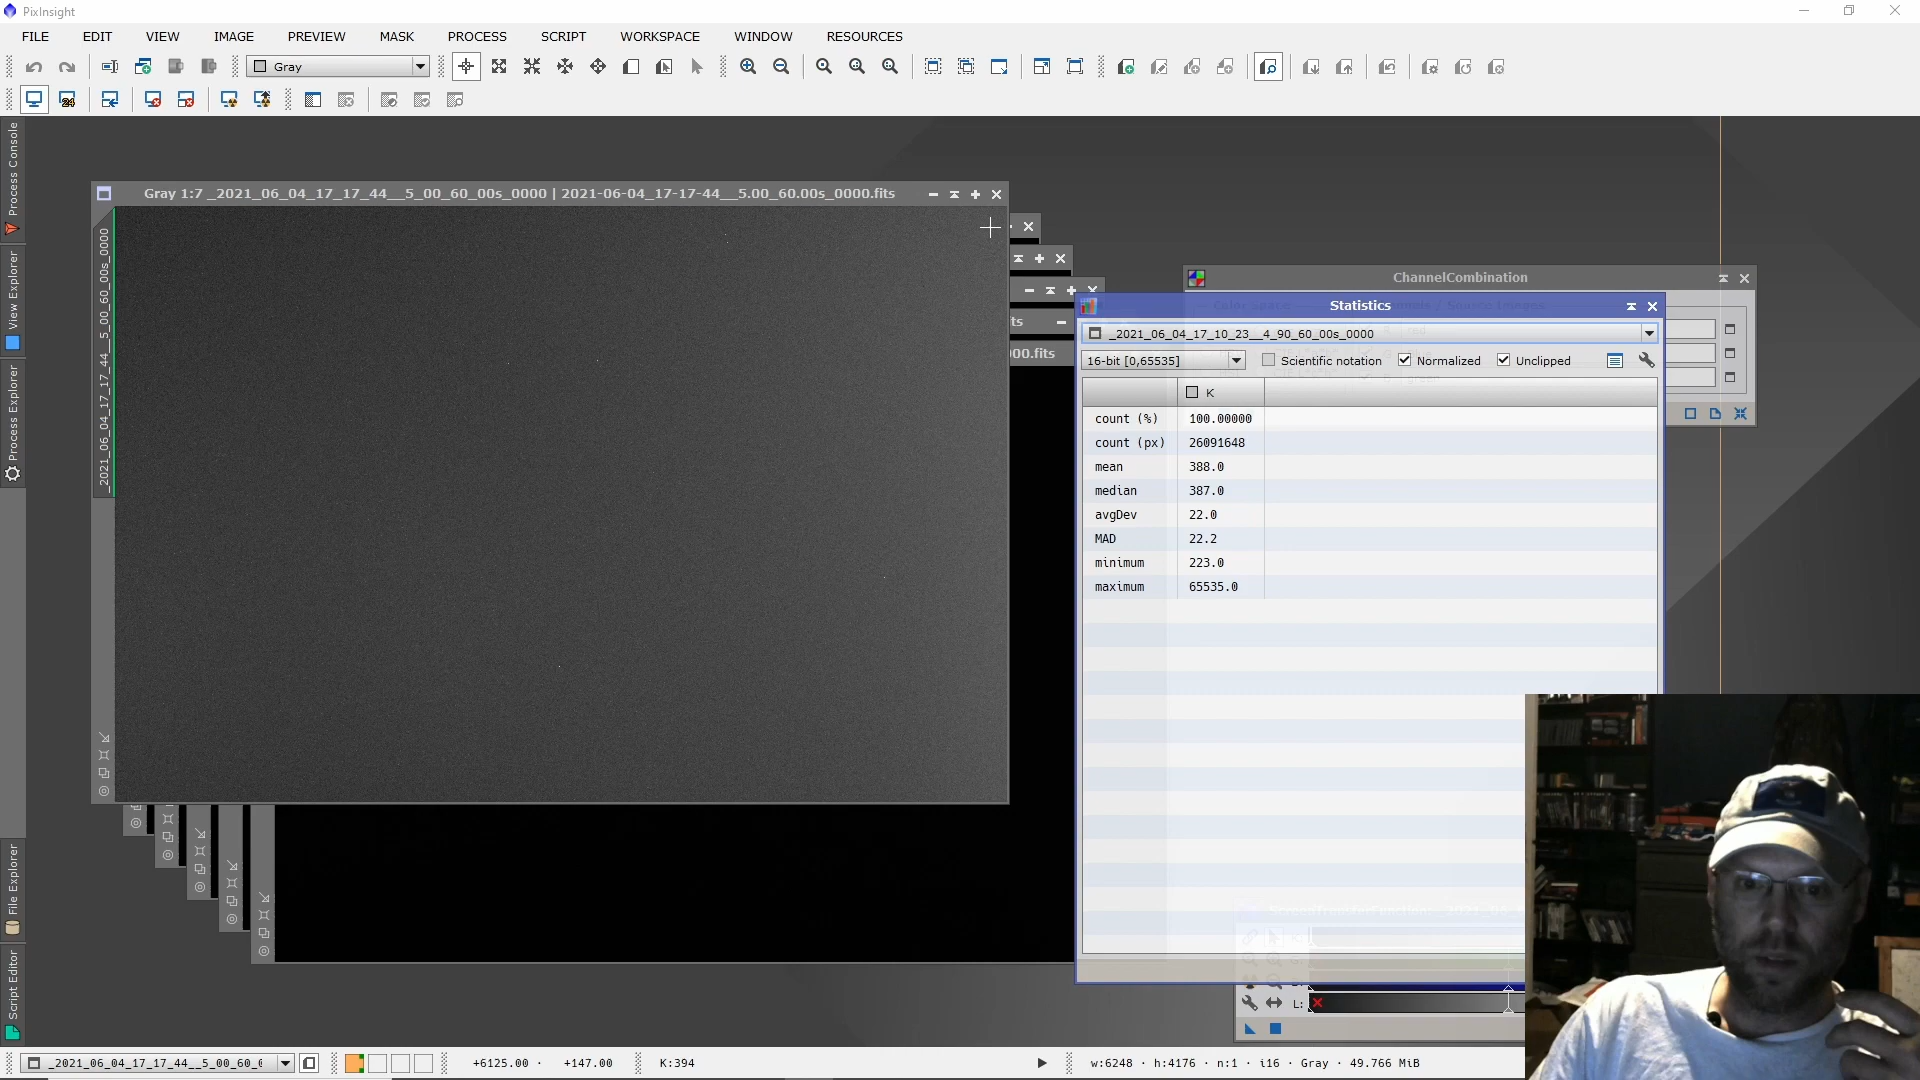 PixInsight
FILE EDIT VIEW IMAGE PREVIEW MASK PROCESS SCRIPT WORKSPACE WINDOW RESOURCES
Gray
24
Process Console
View Explorer
Process Explorer
File Explorer
Script Editor
Gray 1:7 _2021_06_04_17_17_44__5_00_60_00s_0000 | 2021-06-04_17-17-44__5.00_60.00s_0000.fits
_2021_06_04_17_17_44__5_00_60_00s_0000
ts
00.fits
ChannelCombination
Statistics
_2021_06_04_17_10_23__4_90_60_00s_0000
16-bit [0,65535] Scientific notation Normalized Unclipped
K
count (%) 100.00000
count (px) 26091648
mean 388.0
median 387.0
avgDev 22.0
MAD 22.2
minimum 223.0
maximum 65535.0
L:
_2021_06_04_17_17_44__5_00_60_0
+6125.00 · +147.00 K:394
w:6248 · h:4176 · n:1 · i16 · Gray · 49.766 MiB